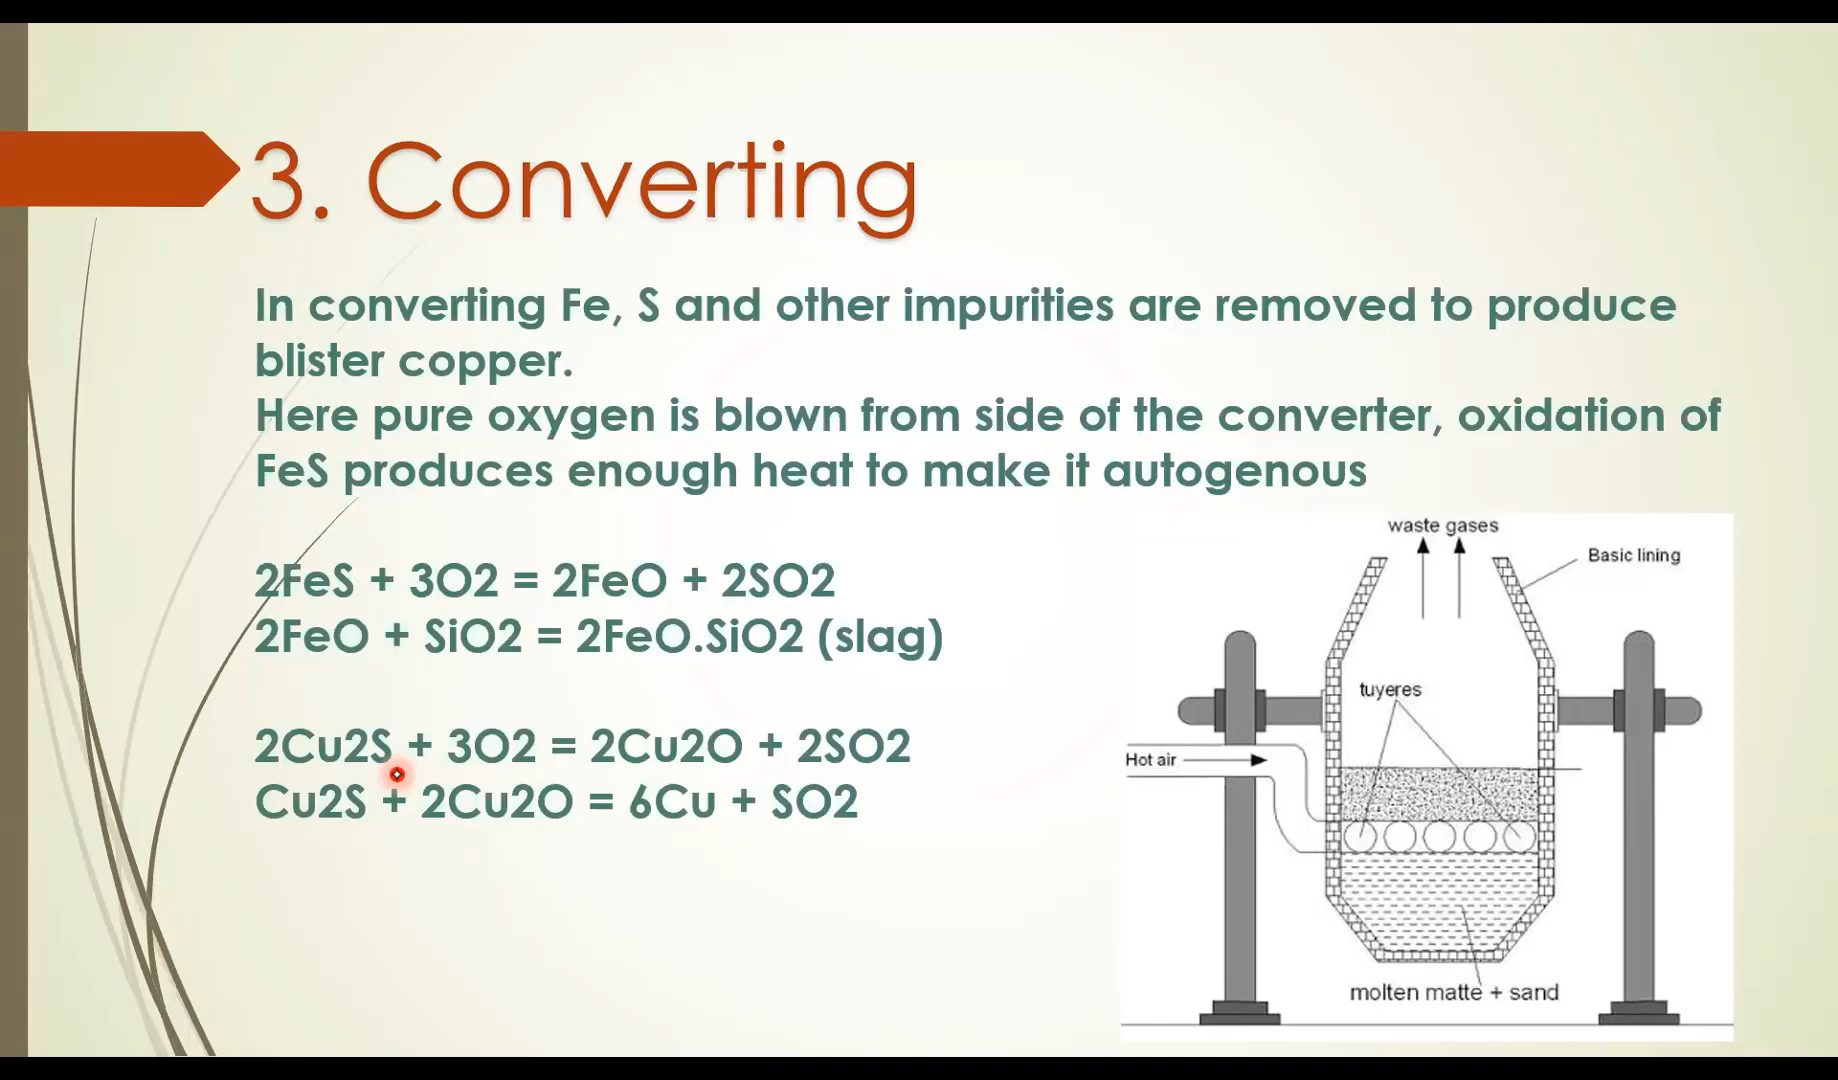 3. Converting
In converting Fe, S and other impurities are removed to produce
blister copper.
Here pure oxygen is blown from side of the converter, oxidation of
FeS produces enough heat to make it autogenous
2FeS + 3O2 = 2FeO + 2SO2
2FeO + SiO2 = 2FeO.SiO2 (slag)
2Cu2S + 3O2 = 2Cu2O + 2SO2
Cu2S + 2Cu2O = 6Cu + SO2
waste gases
Basic lining
tuyeres
Hot air
molten matte + sand